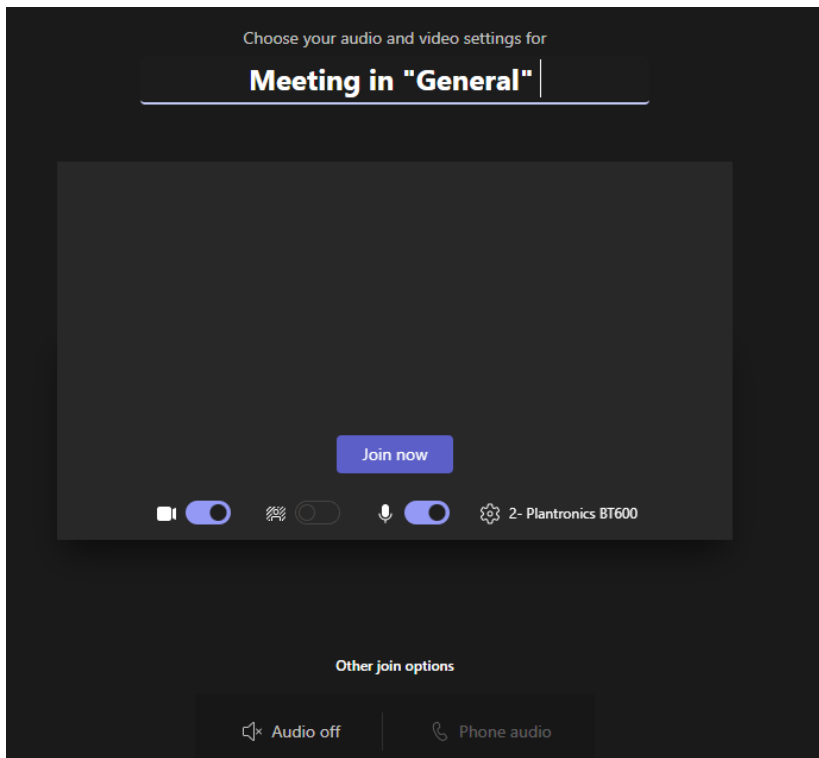 Choose your audio and video settings for
Meeting in "General"
Join now
2- Plantronics BT600
Other join options
Audio off
Phone audio